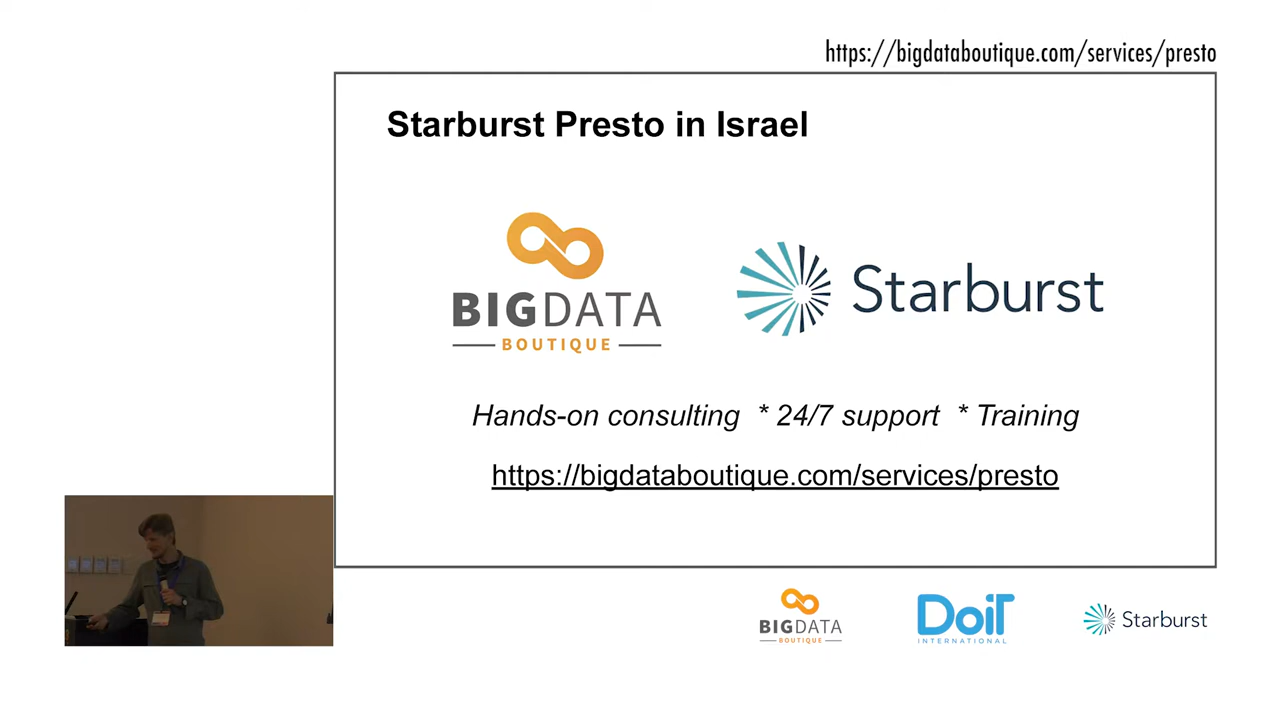 https://bigdataboutique.com/services/presto
Starburst Presto in Israel
BIGDATA
BOUTIQUE
Starburst
Hands-on consulting * 24/7 support * Training
https://bigdataboutique.com/services/presto
BIGDATA
BOUTIQUE
DoiT
INTERNATIONAL
Starburst